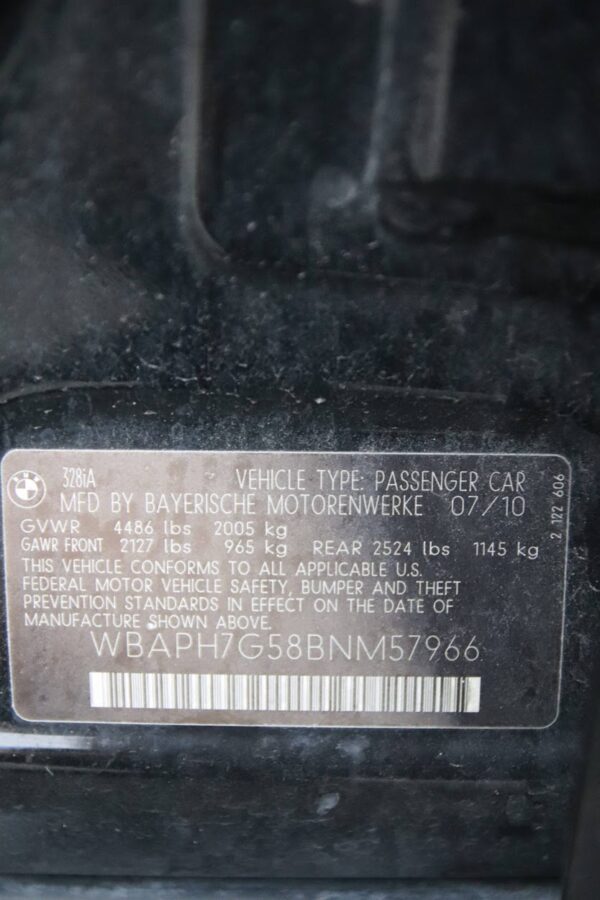 328iA VEHICLE TYPE: PASSENGER CAR
MFD BY BAYERISCHE MOTORENWERKE 07/10
GVWR 4486 lbs 2005 kg
GAWR FRONT 2127 lbs 965 kg REAR 2524 lbs 1145 kg
THIS VEHICLE CONFORMS TO ALL APPLICABLE U.S.
FEDERAL MOTOR VEHICLE SAFETY, BUMPER AND THEFT
PREVENTION STANDARDS IN EFFECT ON THE DATE OF
MANUFACTURE SHOWN ABOVE.
WBAPH7G58BNM57966
2 122 606